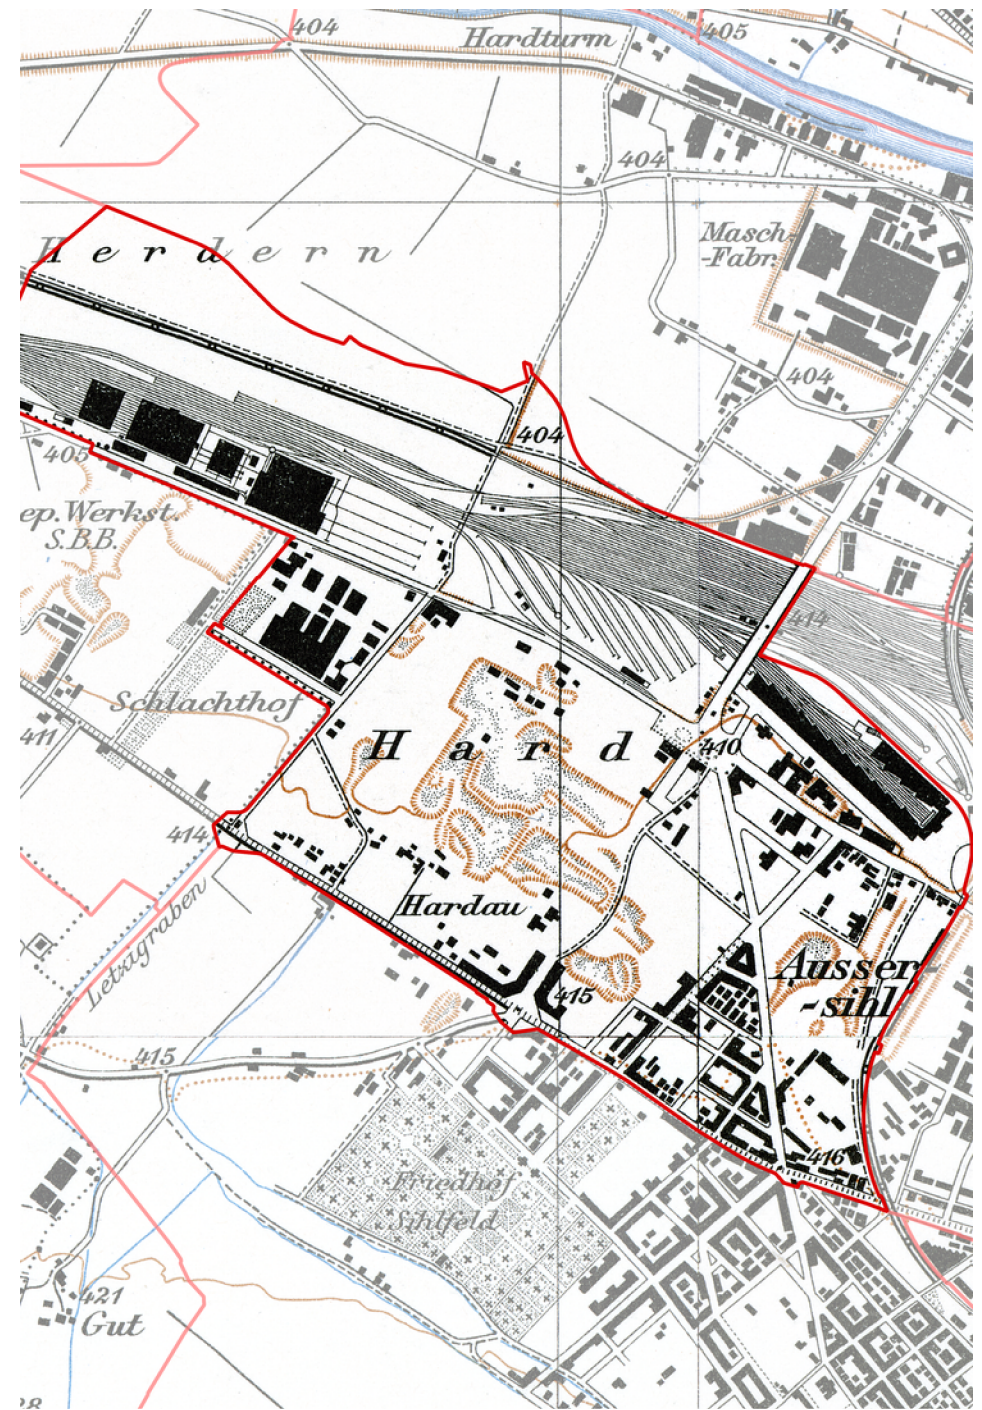 404
Hardturm
405
404
Herdern
Masch-
-Fabr.
404
404
405
ep. Werkst.
S.B.B.
414
Schlachthof
411
Hard
410
414
Hardau
Letzigraben
Ausser
-sihl
415
415
416
Friedhof
Sihlfeld
421
Gut
28